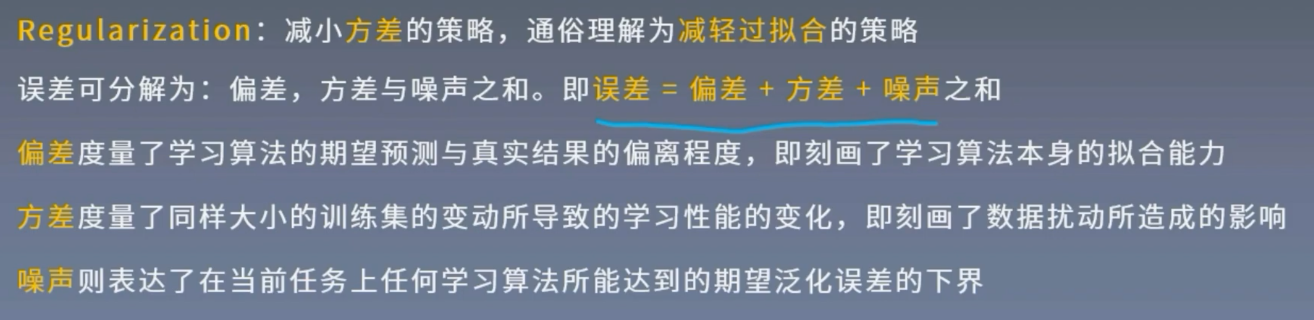 Regularization：减小方差的策略，通俗理解为减轻过拟合的策略
误差可分解为：偏差，方差与噪声之和。即误差 = 偏差 + 方差 + 噪声之和
偏差度量了学习算法的期望预测与真实结果的偏离程度，即刻画了学习算法本身的拟合能力
方差度量了同样大小的训练集的变动所导致的学习性能的变化，即刻画了数据扰动所造成的影响
噪声则表达了在当前任务上任何学习算法所能达到的期望泛化误差的下界